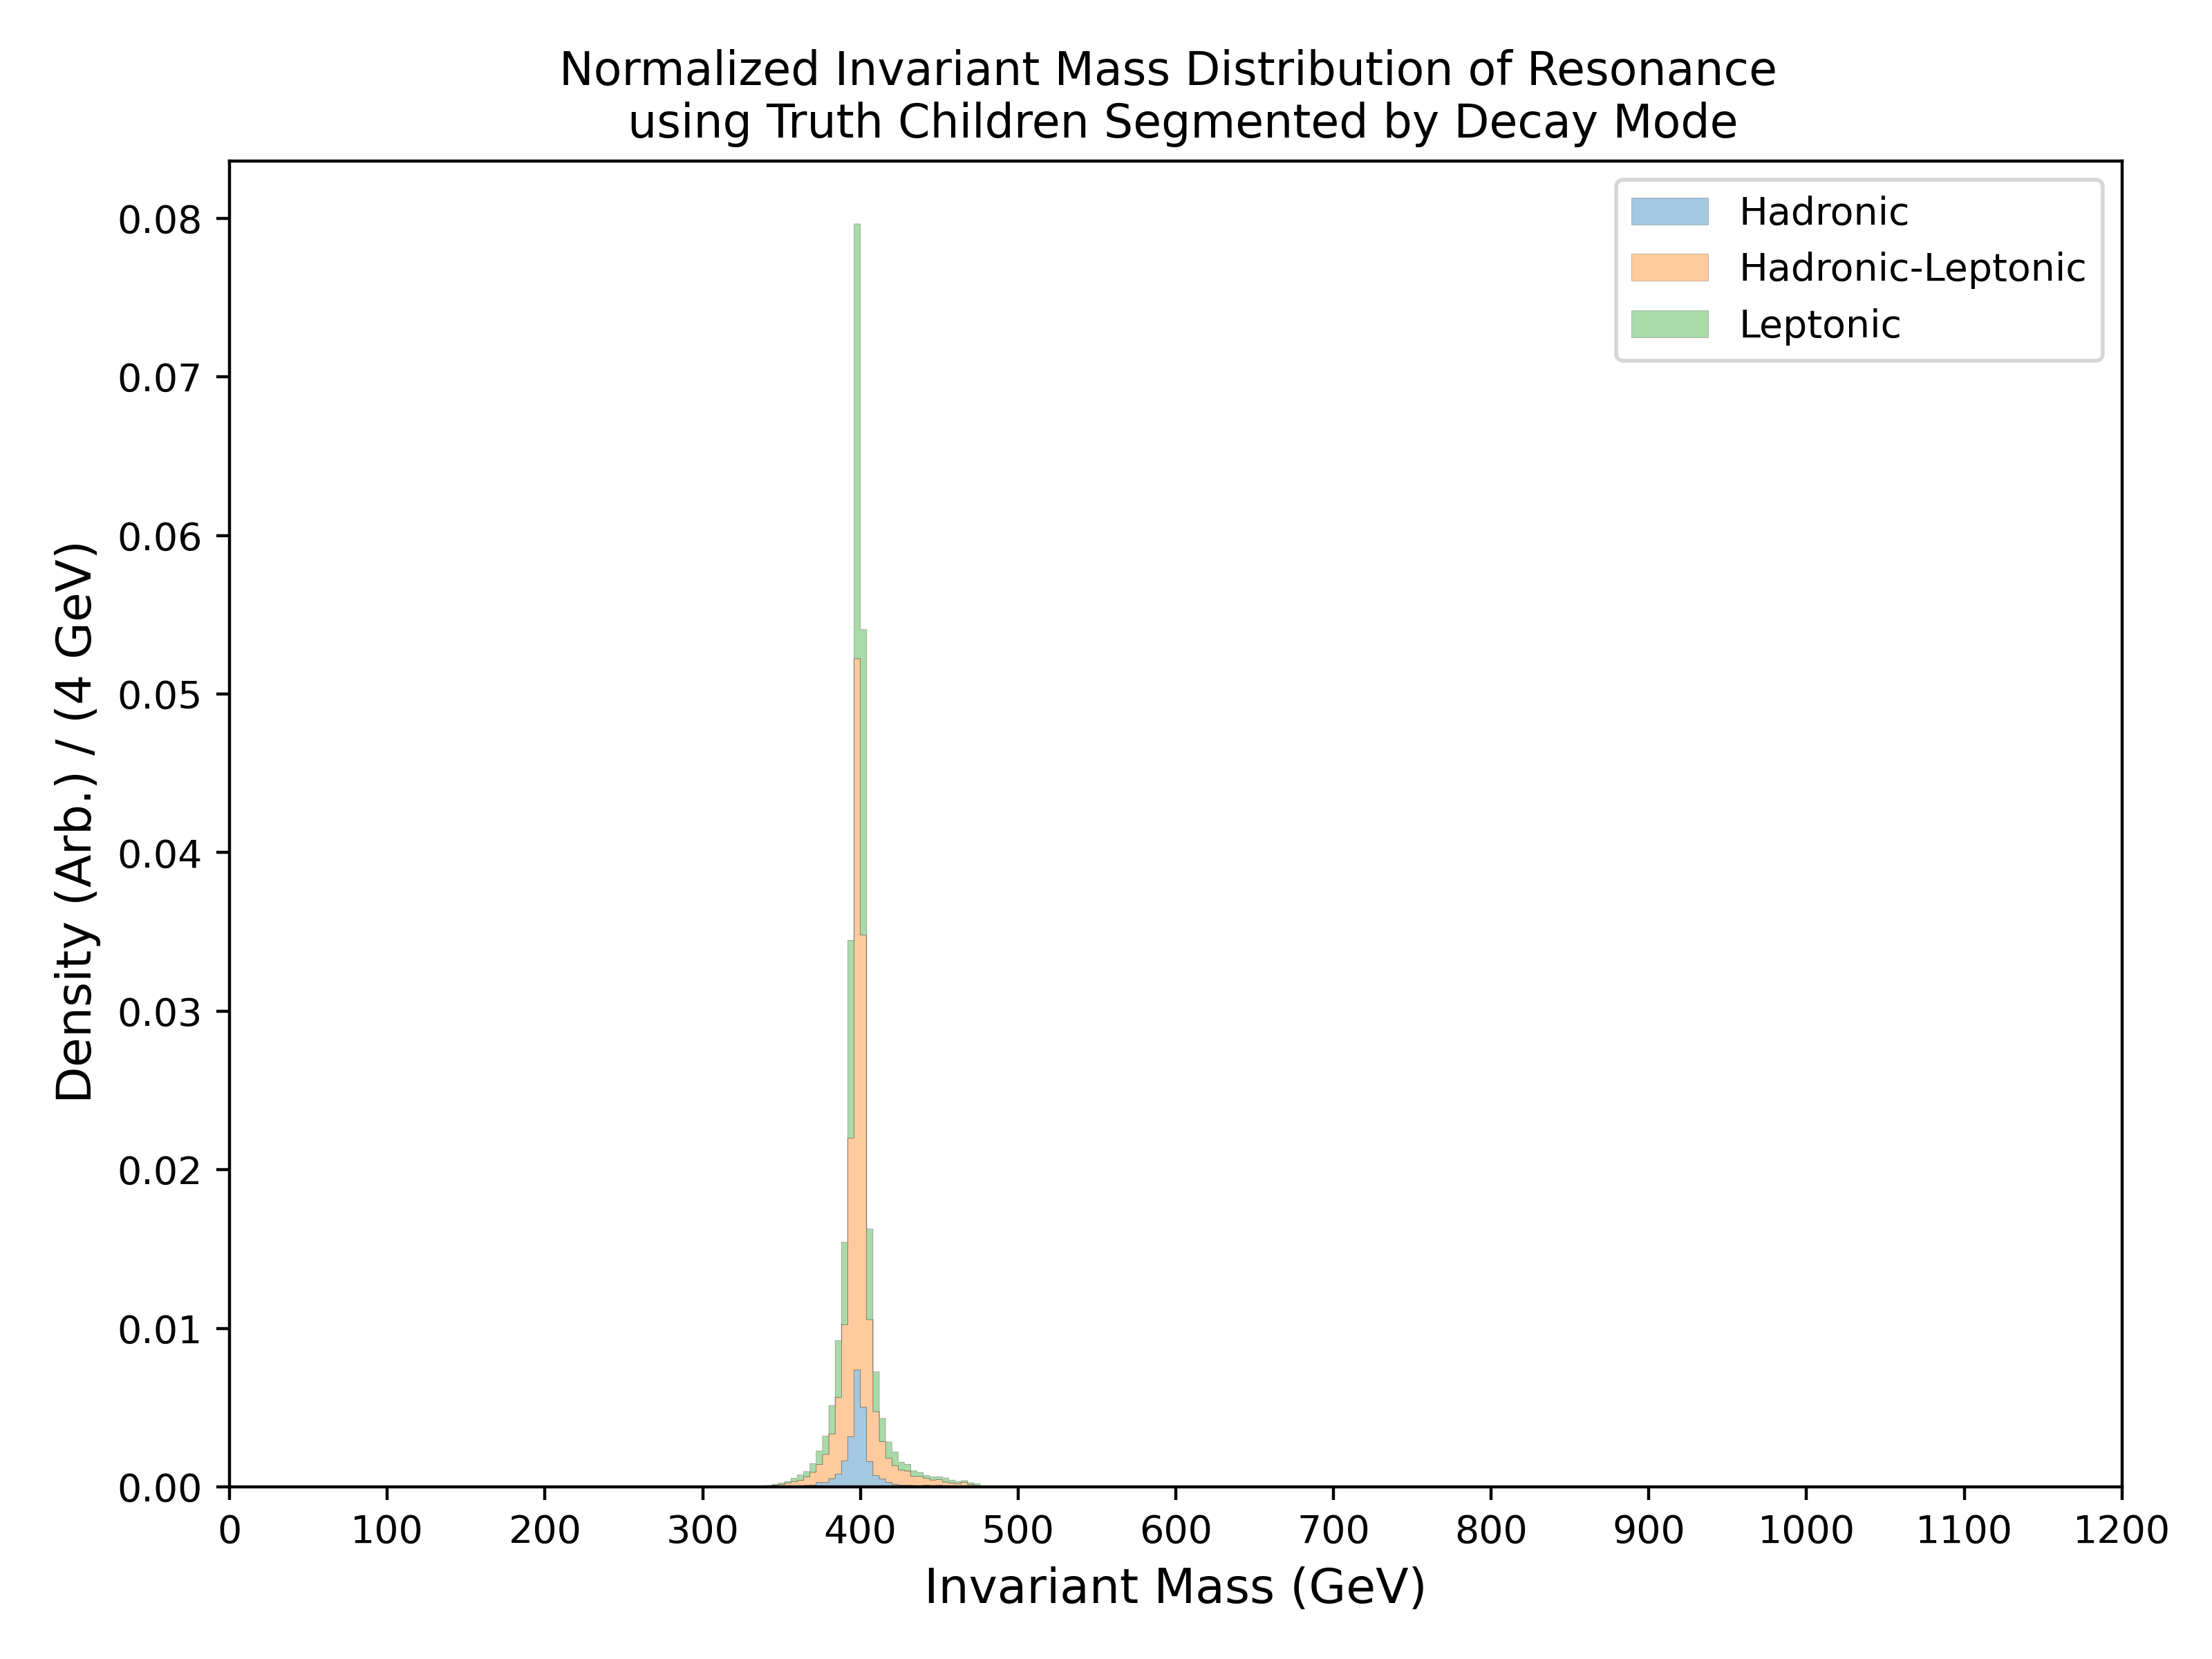 Normalized Invariant Mass Distribution of Resonance
using Truth Children Segmented by Decay Mode
Hadronic
Hadronic-Leptonic
Leptonic
Density (Arb.) / (4 GeV)
0.08
0.07
0.06
0.05
0.04
0.03
0.02
0.01
0.00
0 100 200 300 400 500 600 700 800 900 1000 1100 1200
Invariant Mass (GeV)